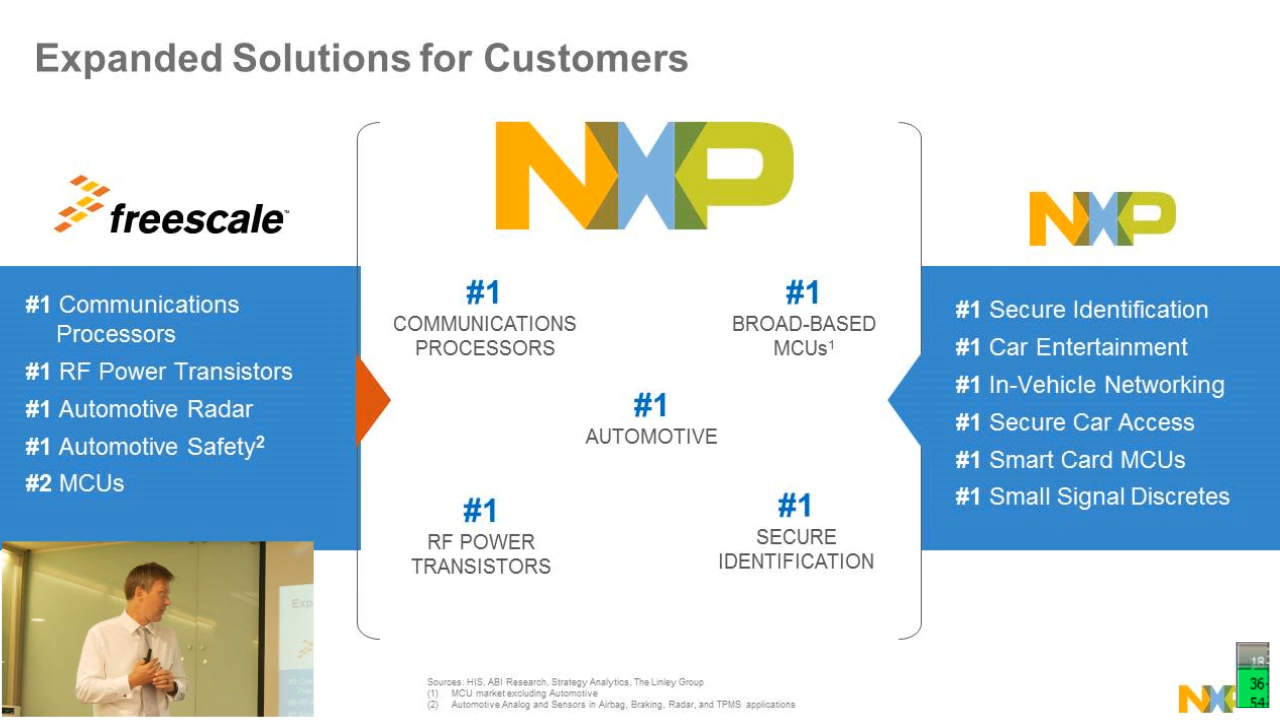 Expanded Solutions for Customers
freescale™
#1 Communications
Processors
#1 RF Power Transistors
#1 Automotive Radar
#1 Automotive Safety²
#2 MCUs
NXP
#1
COMMUNICATIONS
PROCESSORS
#1
BROAD-BASED
MCUs¹
#1
AUTOMOTIVE
#1
RF POWER
TRANSISTORS
#1
SECURE
IDENTIFICATION
NXP
#1 Secure Identification
#1 Car Entertainment
#1 In-Vehicle Networking
#1 Secure Car Access
#1 Smart Card MCUs
#1 Small Signal Discretes
Sources: HIS, ABI Research, Strategy Analytics, The Linley Group
(1) MCU market excluding Automotive
(2) Automotive Analog and Sensors in Airbag, Braking, Radar, and TPMS applications
18
36
54